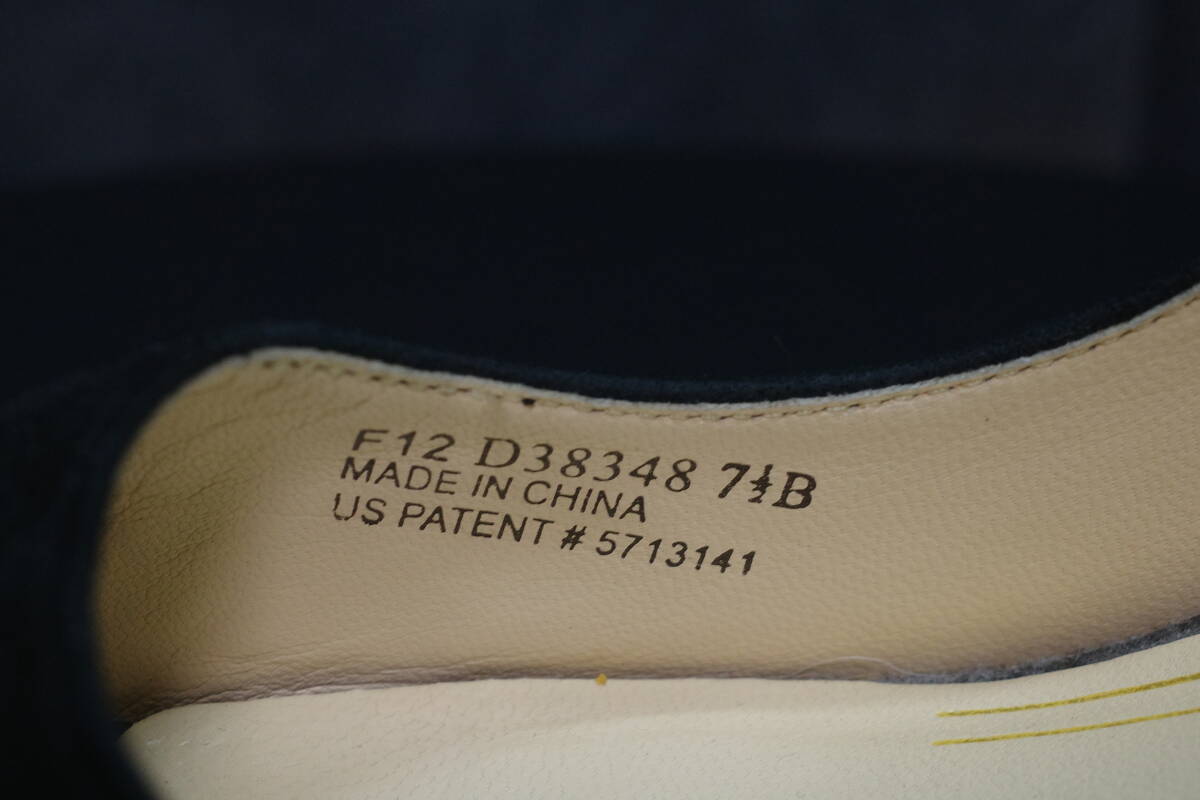 F12 D38348 7½B
MADE IN CHINA
US PATENT # 5713141